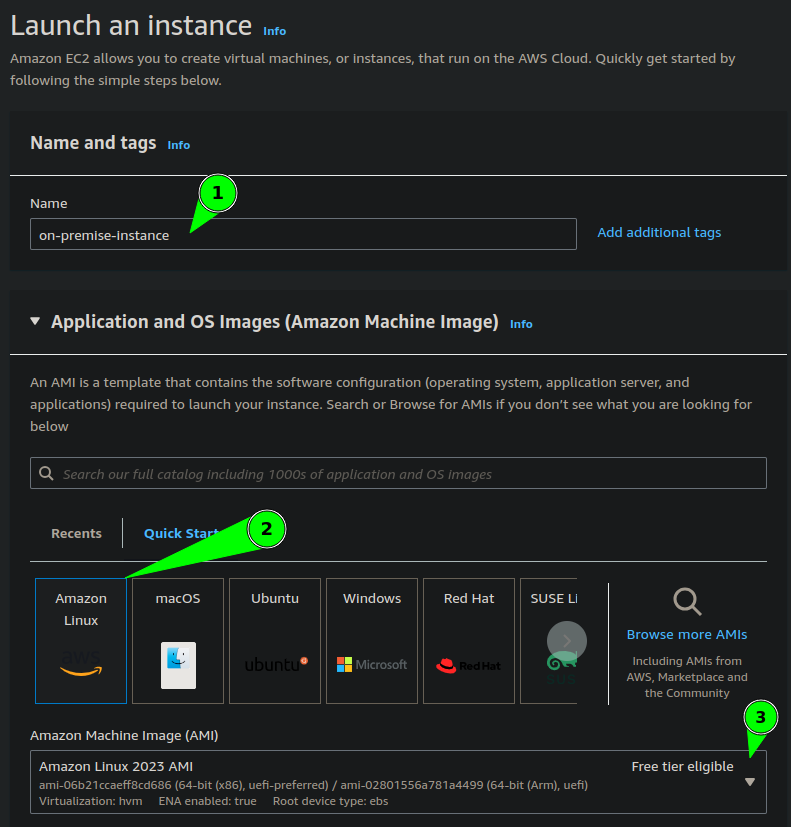 Launch an instance Info
Amazon EC2 allows you to create virtual machines, or instances, that run on the AWS Cloud. Quickly get started by
following the simple steps below.
Name and tags Info
1
Name
on-premise-instance
Add additional tags
Application and OS Images (Amazon Machine Image) Info
An AMI is a template that contains the software configuration (operating system, application server, and
applications) required to launch your instance. Search or Browse for AMIs if you don’t see what you are looking for
below
Search our full catalog including 1000s of application and OS images
Recents
Quick Start
2
Amazon
Linux
aws
macOS
Ubuntu
ubuntu
Windows
Microsoft
Red Hat
RedHat
SUSE Li
Browse more AMIs
Including AMIs from
AWS, Marketplace and
the Community
3
Amazon Machine Image (AMI)
Amazon Linux 2023 AMI
Free tier eligible
ami-06b21ccaeff8cd686 (64-bit (x86), uefi-preferred) / ami-02801556a781a4499 (64-bit (Arm), uefi)
Virtualization: hvm ENA enabled: true Root device type: ebs